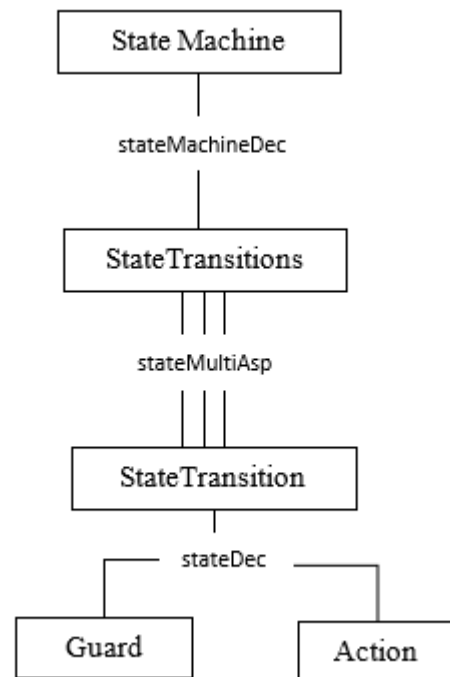 State Machine
stateMachineDec
StateTransitions
stateMultiAsp
StateTransition
stateDec
Guard
Action